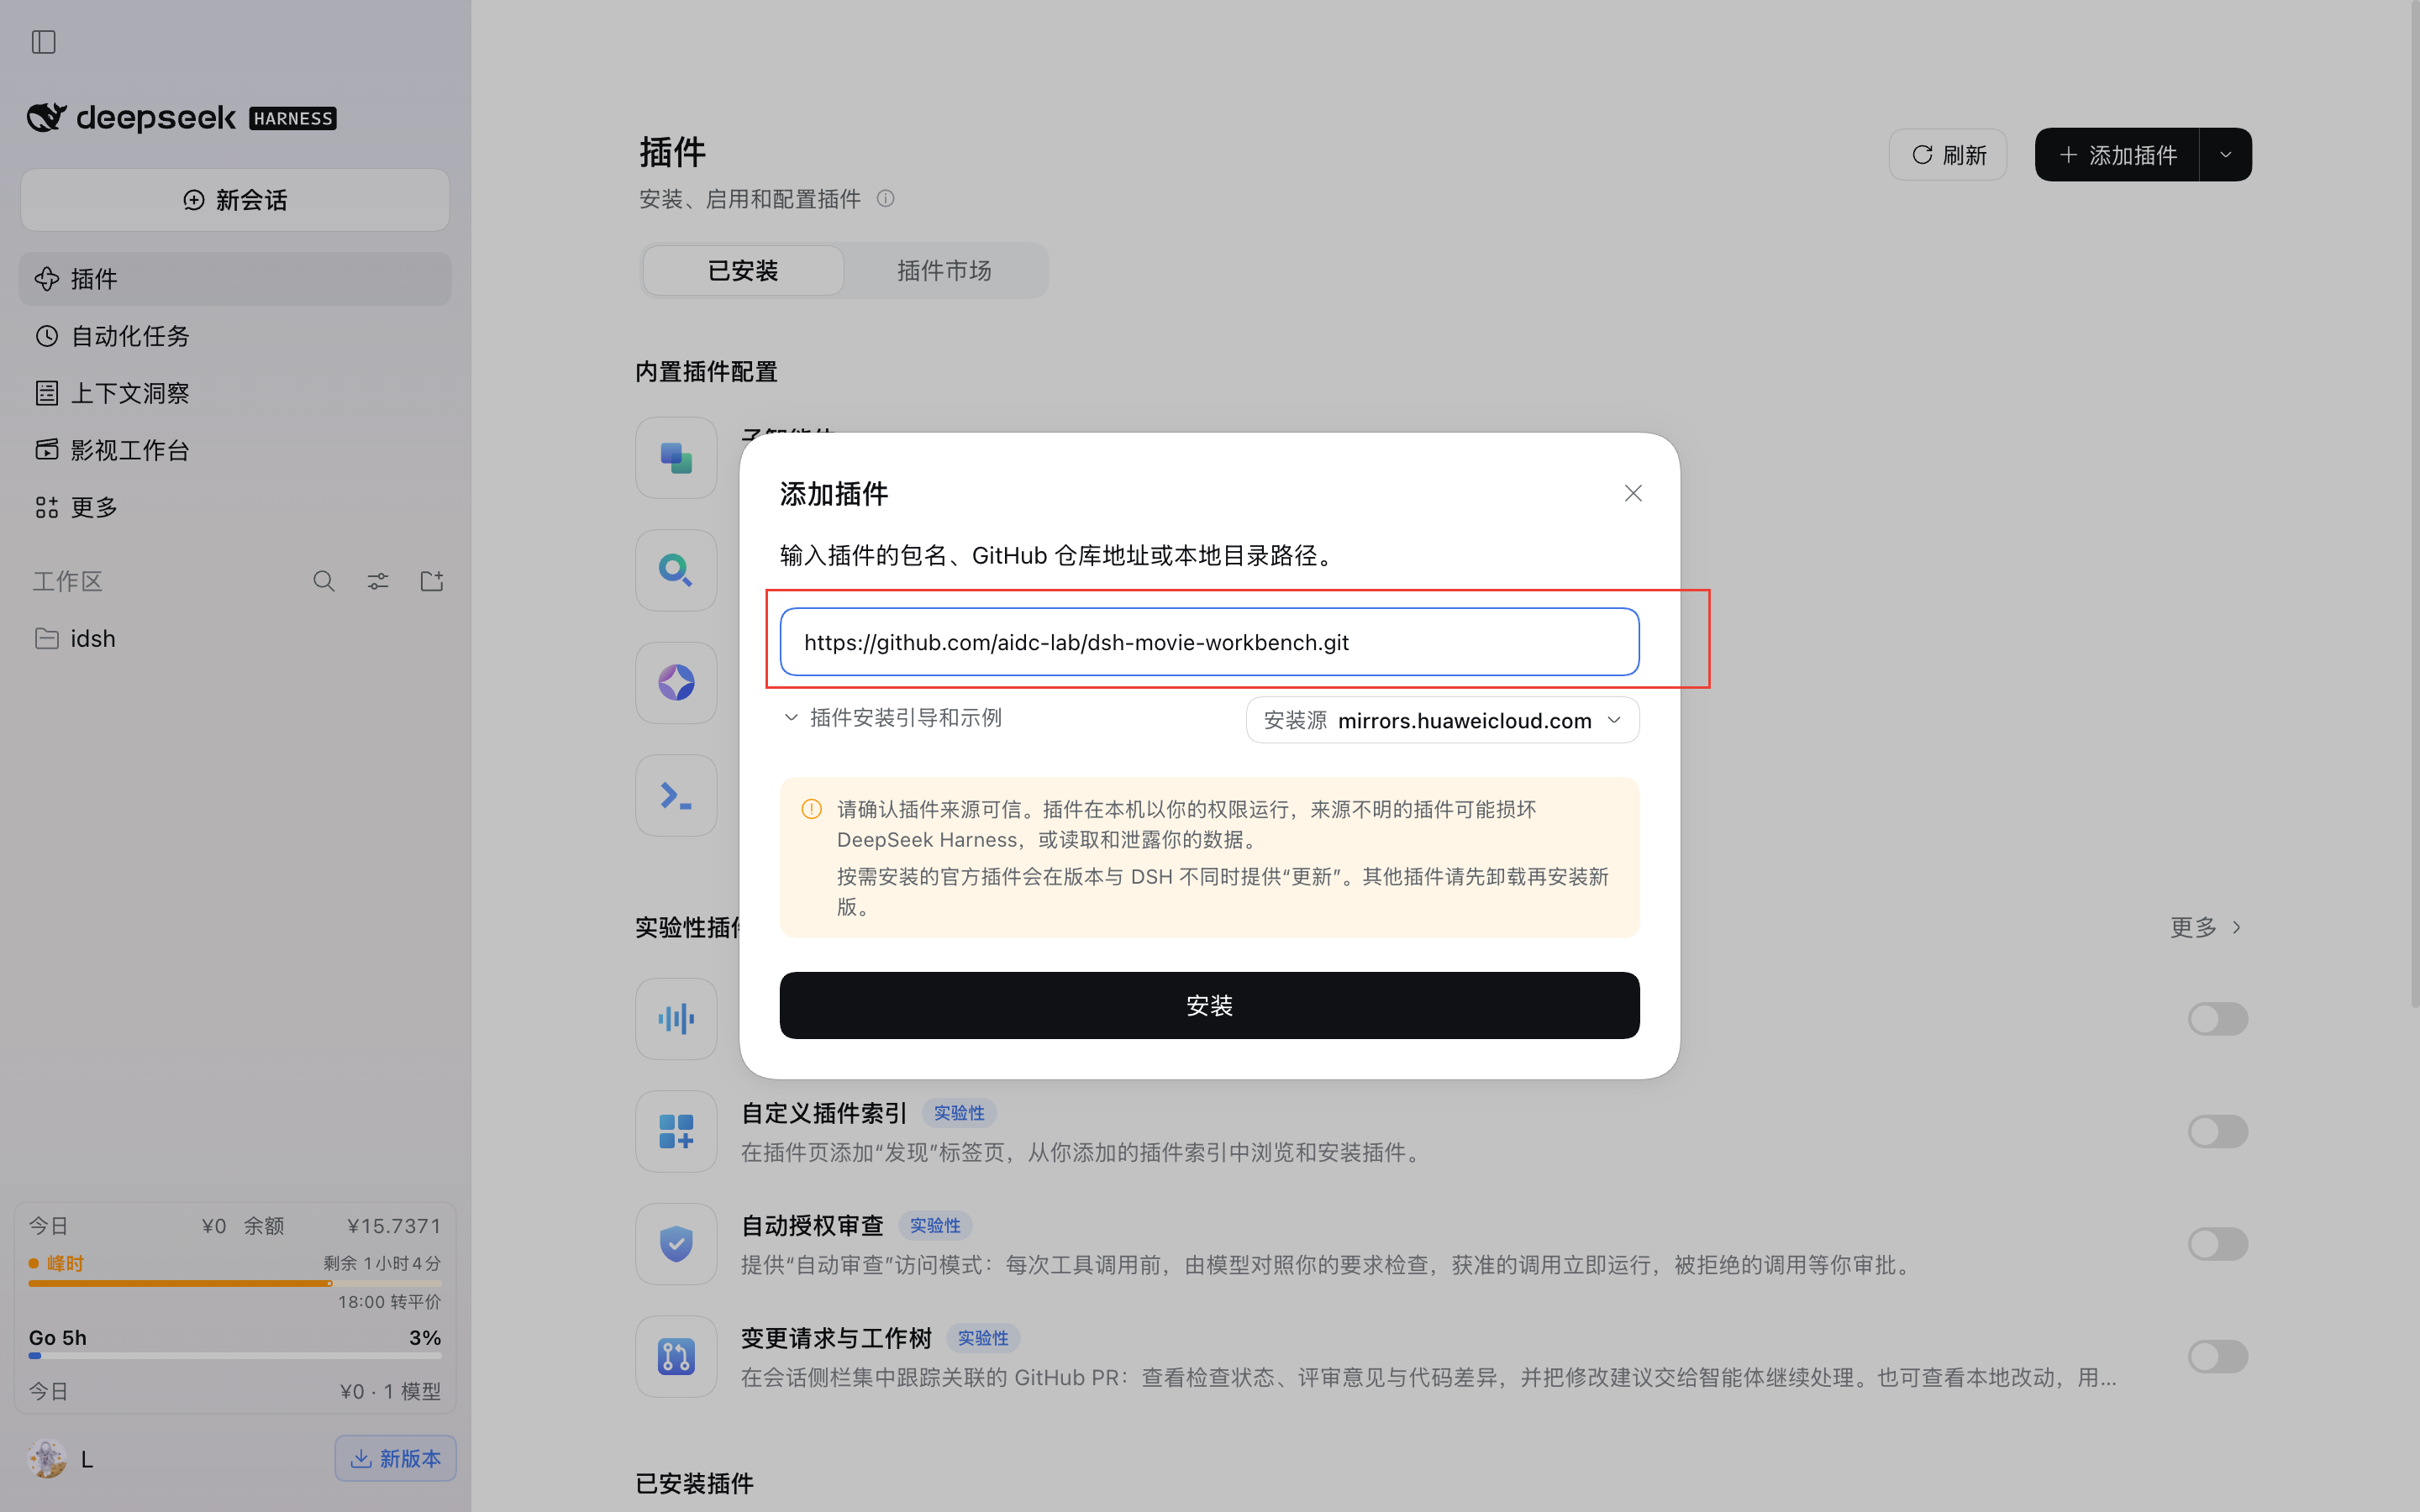 deepseek HARNESS
新会话
插件
自动化任务
上下文洞察
影视工作台
更多
工作区
idsh
今日 ¥0 余额 ¥15.7371
峰时 剩余 1小时4分
18:00 转平价
Go 5h 3%
今日 ¥0 · 1 模型
L 新版本
插件
刷新 添加插件
安装、启用和配置插件
已安装 插件市场
内置插件配置
添加插件
输入插件的包名、GitHub 仓库地址或本地目录路径。
https://github.com/aidc-lab/dsh-movie-workbench.git
插件安装引导和示例 安装源 mirrors.huaweicloud.com
请确认插件来源可信。插件在本机以你的权限运行，来源不明的插件可能损坏
DeepSeek Harness，或读取和泄露你的数据。
按需安装的官方插件会在版本与 DSH 不同时提供“更新”。其他插件请先卸载再安装新
版。
安装
实验性插件 更多
自定义插件索引 实验性
在插件页添加“发现”标签页，从你添加的插件索引中浏览和安装插件。
自动授权审查 实验性
提供“自动审查”访问模式：每次工具调用前，由模型对照你的要求检查，获准的调用立即运行，被拒绝的调用等你审批。
变更请求与工作树 实验性
在会话侧栏集中跟踪关联的 GitHub PR：查看检查状态、评审意见与代码差异，并把修改建议交给智能体继续处理。也可查看本地改动，用...
已安装插件